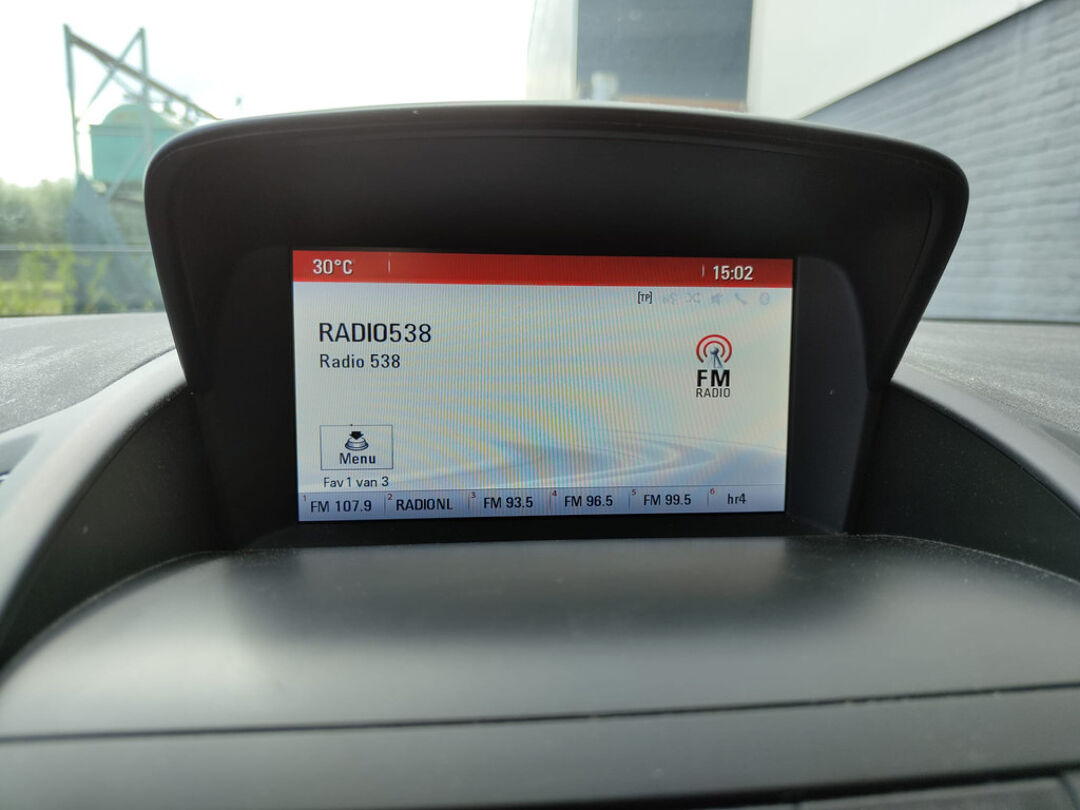 30°C
15:02
[TP]
RADIO538
Radio 538
FM
RADIO
Menu
Fav 1 van 3
1 FM 107.9 2 RADIONL 3 FM 93.5 4 FM 96.5 5 FM 99.5 6 hr4